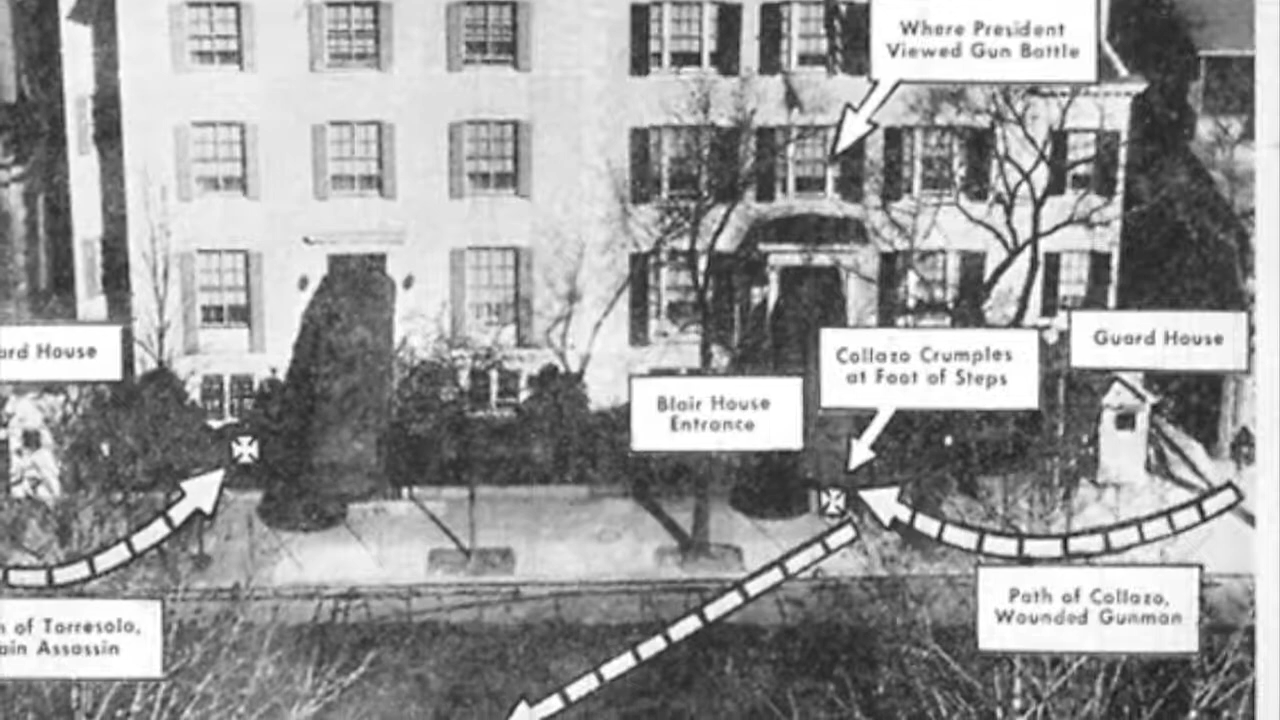 Where President
Viewed Gun Battle
ard House
Guard House
Collazo Crumples
at Foot of Steps
Blair House
Entrance
Path of Collazo,
Wounded Gunman
of Torresola,
ain Assassin